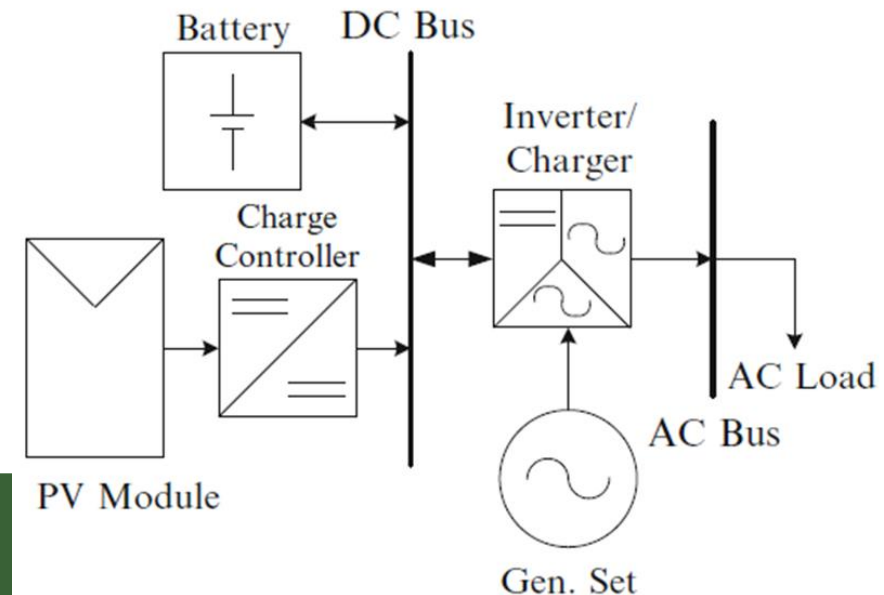 Battery
DC Bus
Inverter/
Charger
Charge
Controller
AC Load
AC Bus
PV Module
Gen. Set